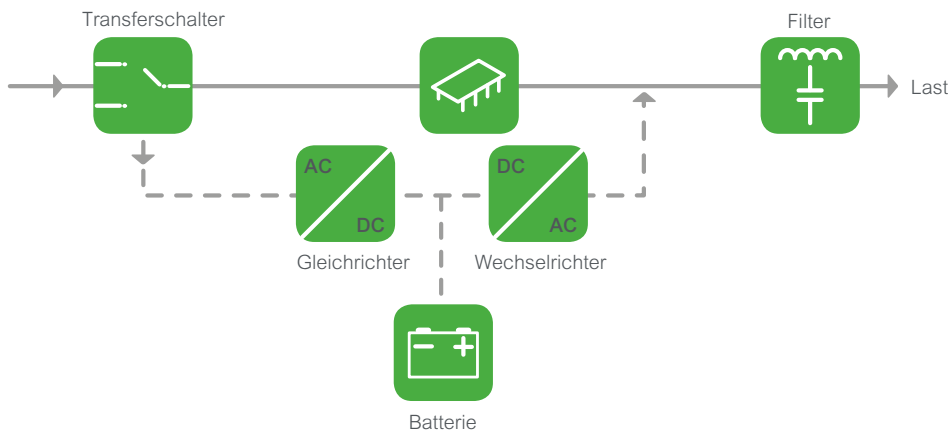 Transferschalter
Filter
Last
AC
DC
DC
AC
Gleichrichter
Wechselrichter
Batterie